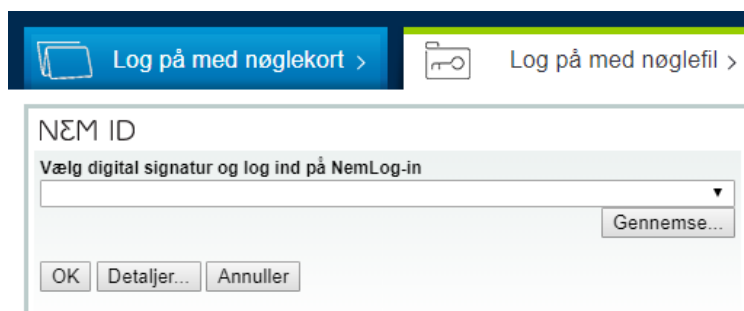 Log på med nøglekort >
Log på med nøglefil >
NEM ID
Vælg digital signatur og log ind på NemLog-in
Gennemse...
OK Detaljer... Annuller